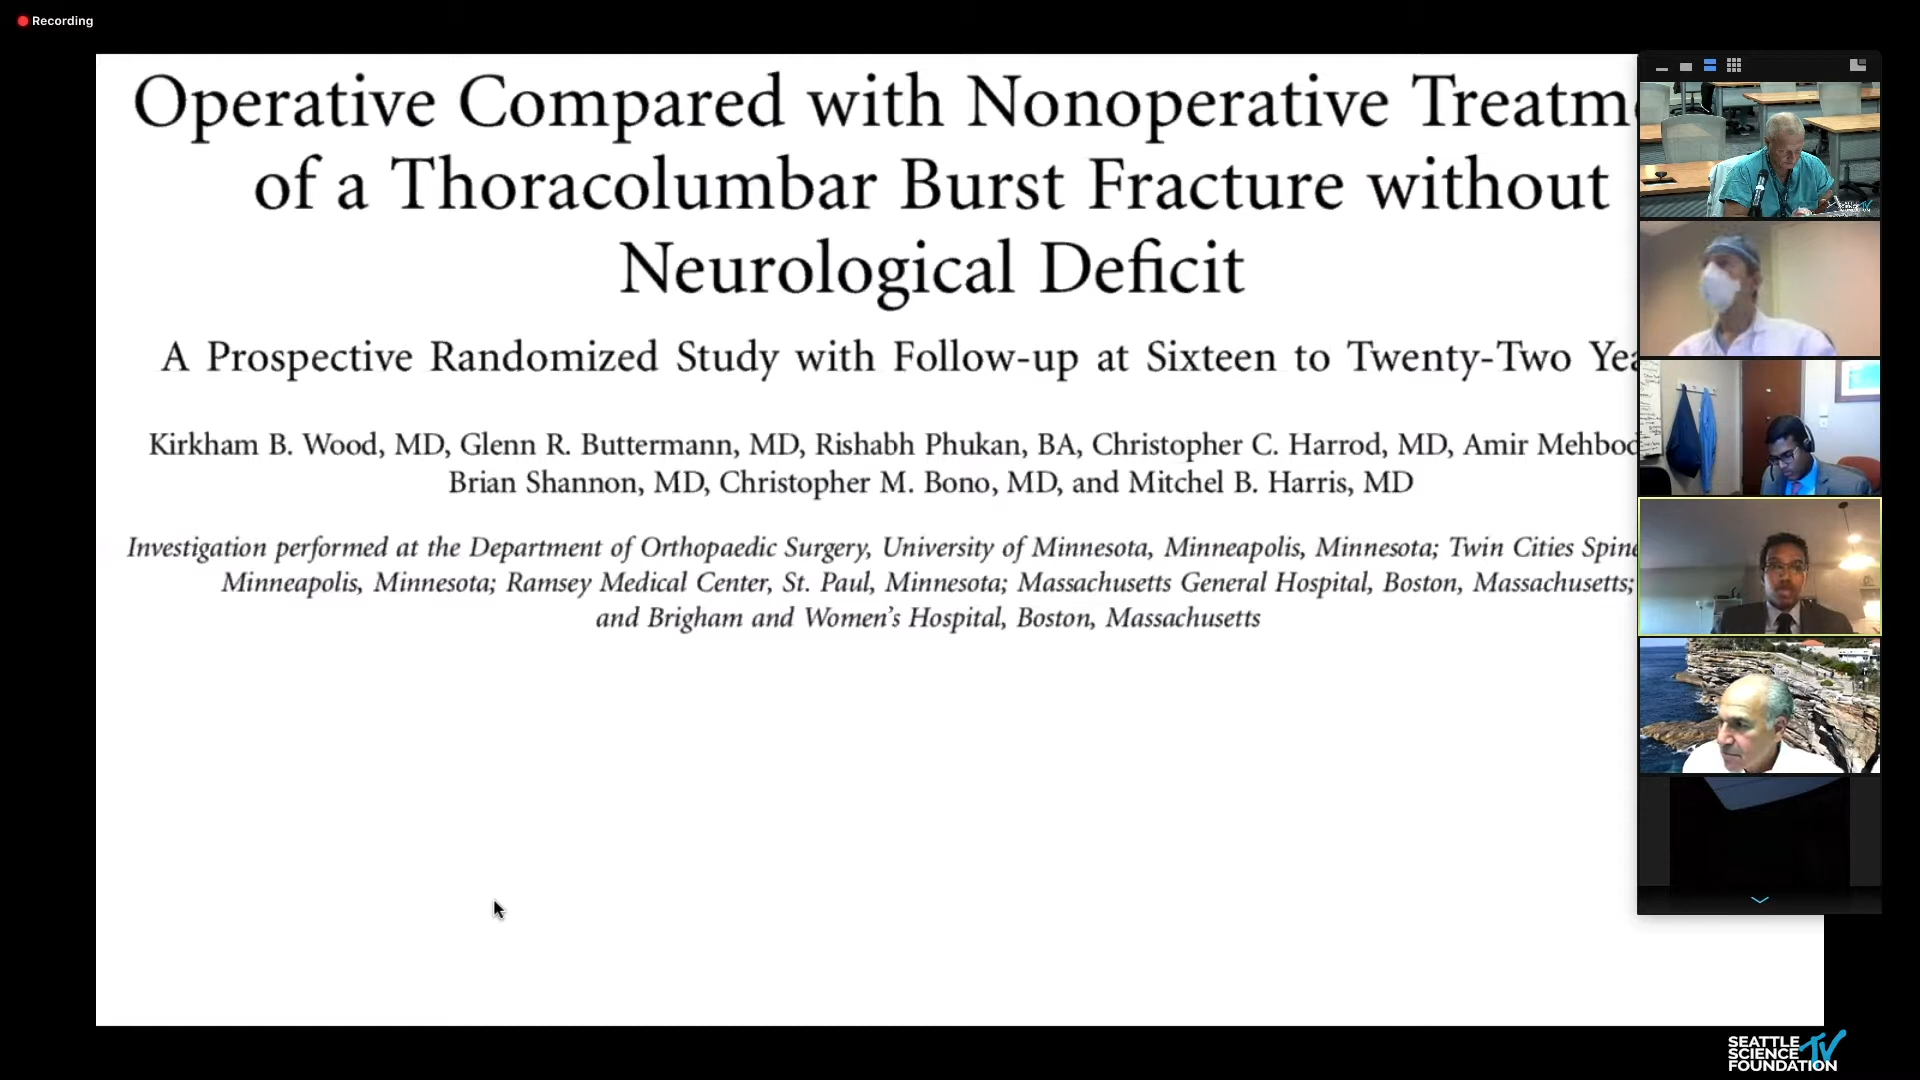 Recording
Operative Compared with Nonoperative Treatm
of a Thoracolumbar Burst Fracture without
Neurological Deficit
A Prospective Randomized Study with Follow-up at Sixteen to Twenty-Two Yea
Kirkham B. Wood, MD, Glenn R. Buttermann, MD, Rishabh Phukan, BA, Christopher C. Harrod, MD, Amir Mehbod
Brian Shannon, MD, Christopher M. Bono, MD, and Mitchel B. Harris, MD
Investigation performed at the Department of Orthopaedic Surgery, University of Minnesota, Minneapolis, Minnesota; Twin Cities Spine
Minneapolis, Minnesota; Ramsey Medical Center, St. Paul, Minnesota; Massachusetts General Hospital, Boston, Massachusetts;
and Brigham and Women's Hospital, Boston, Massachusetts
SEATTLE
SCIENCE TV
FOUNDATION